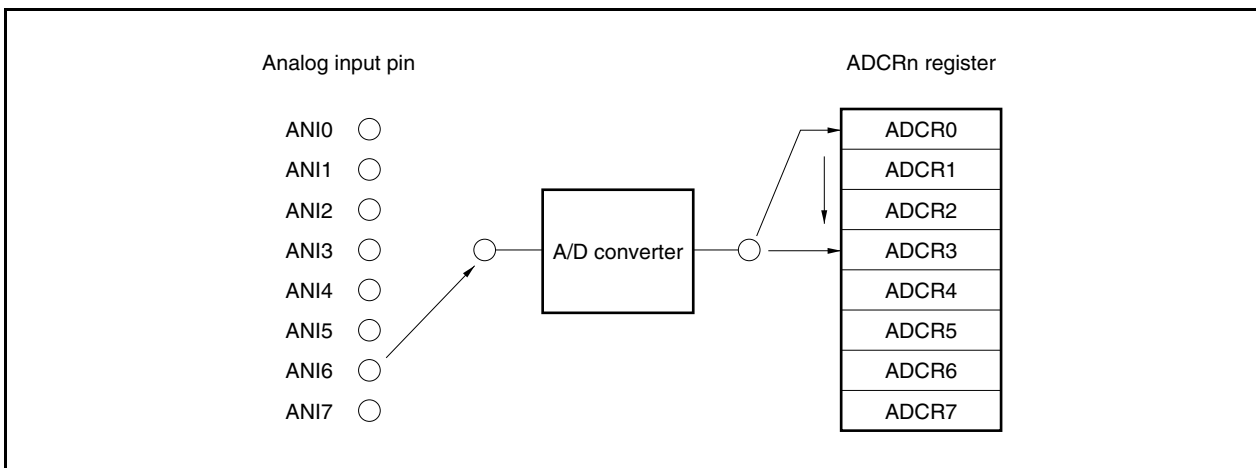 Analog input pin
ADCRn register
ANI0
ANI1
ANI2
ANI3
ANI4
ANI5
ANI6
ANI7
A/D converter
ADCR0
ADCR1
ADCR2
ADCR3
ADCR4
ADCR5
ADCR6
ADCR7